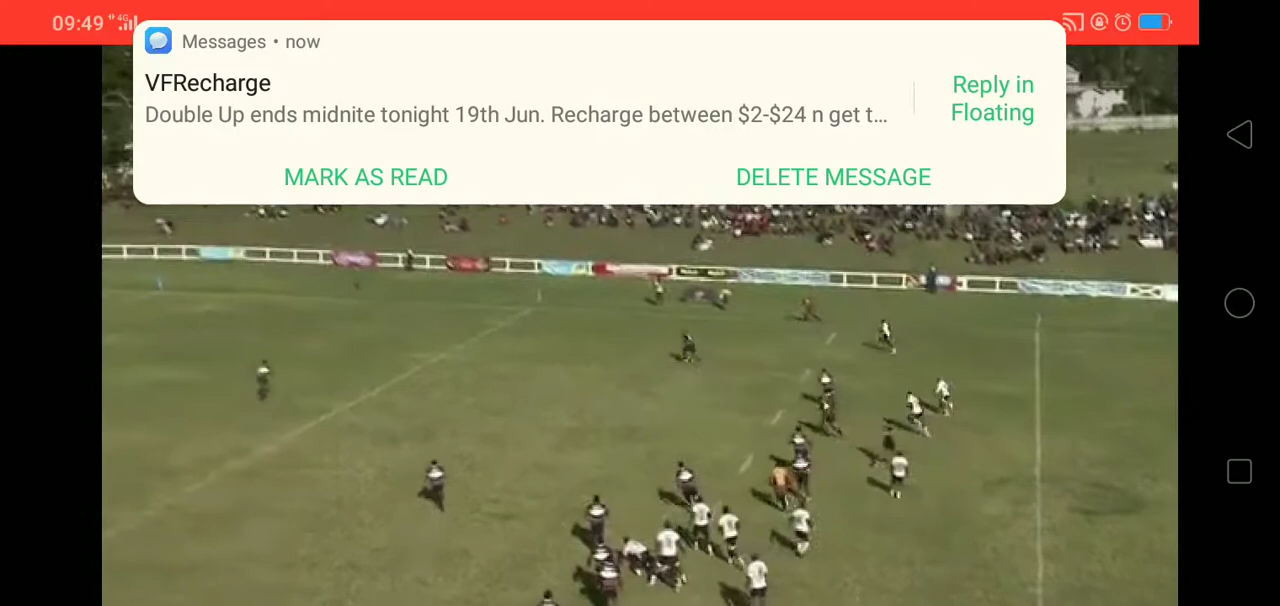 09:49 4G
Messages • now
VFRecharge
Double Up ends midnite tonight 19th Jun. Recharge between $2-$24 n get t...
Reply in
Floating
MARK AS READ
DELETE MESSAGE